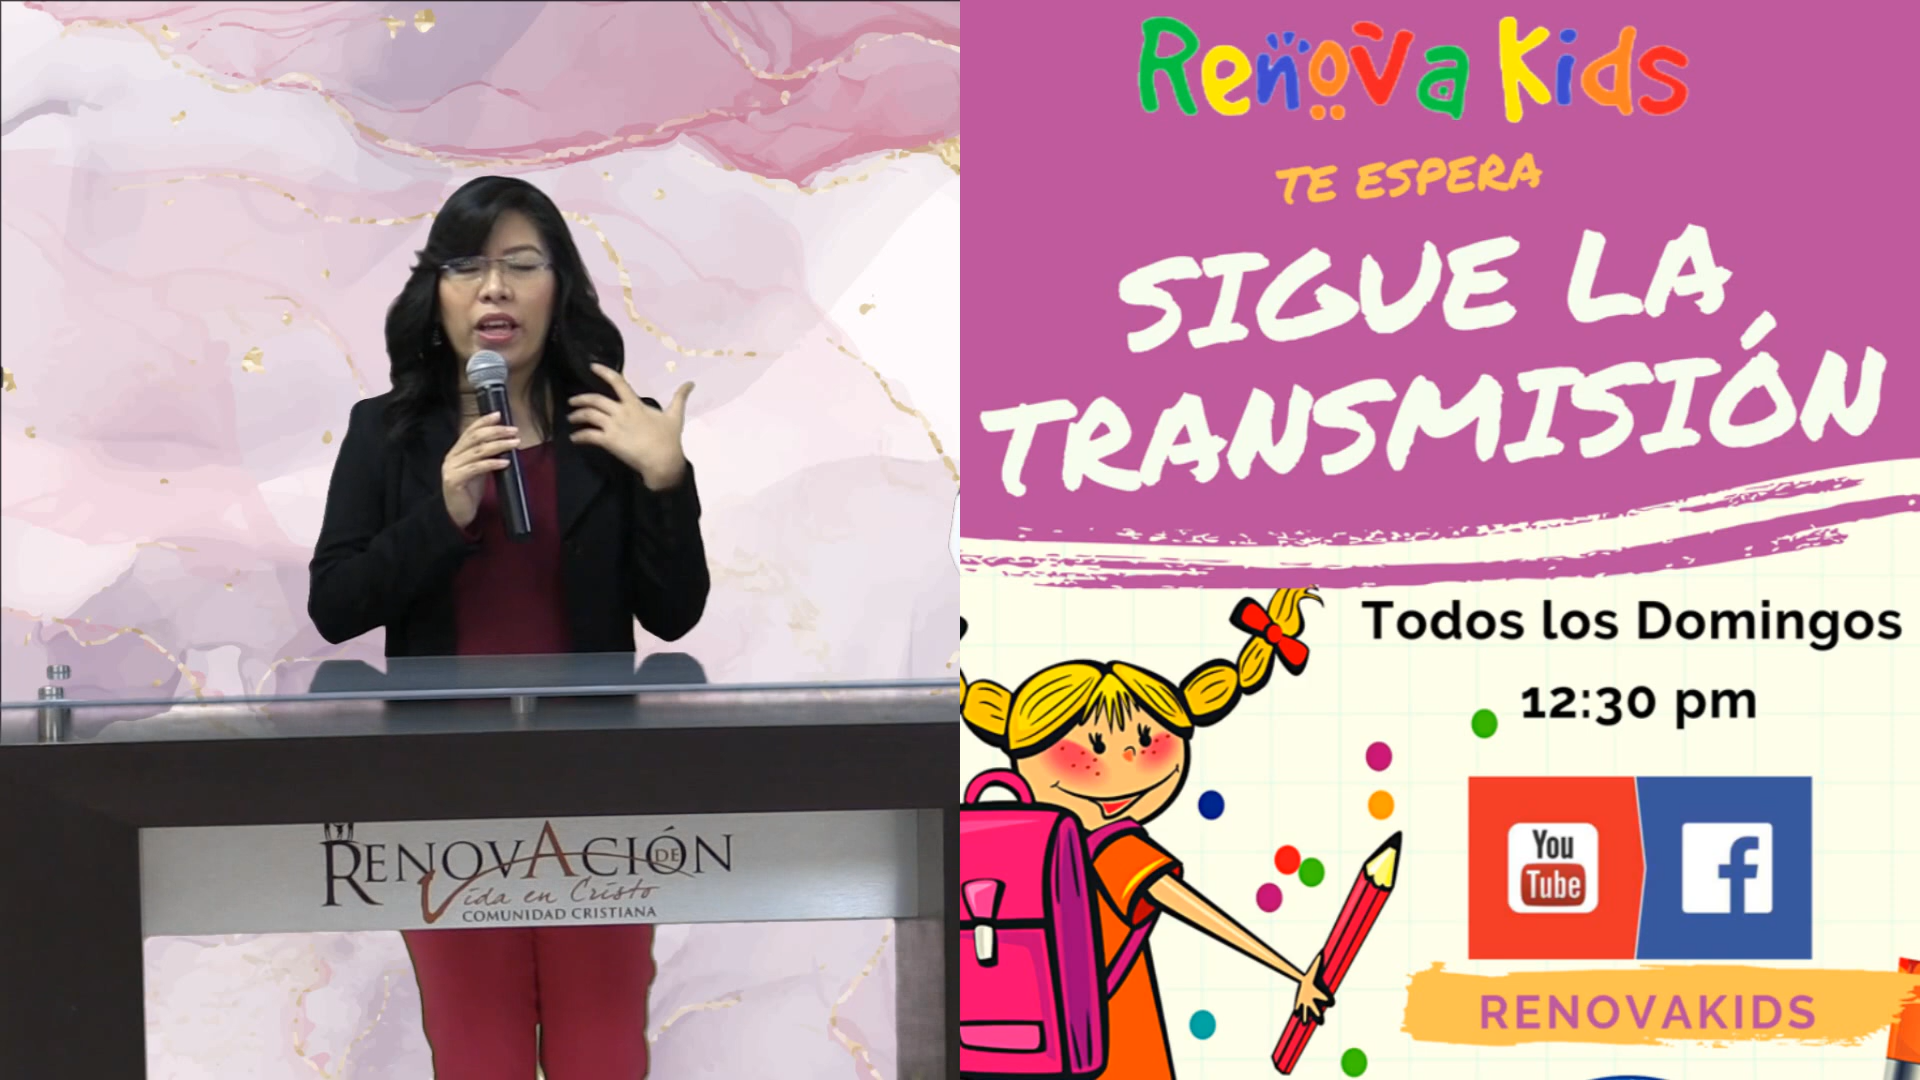 RENOVACIÓN
DE
Vida en Cristo
COMUNIDAD CRISTIANA
Renova Kids
TE ESPERA
SIGUE LA
TRANSMISIÓN
Todos los Domingos
12:30 pm
You
Tube
f
RENOVAKIDS